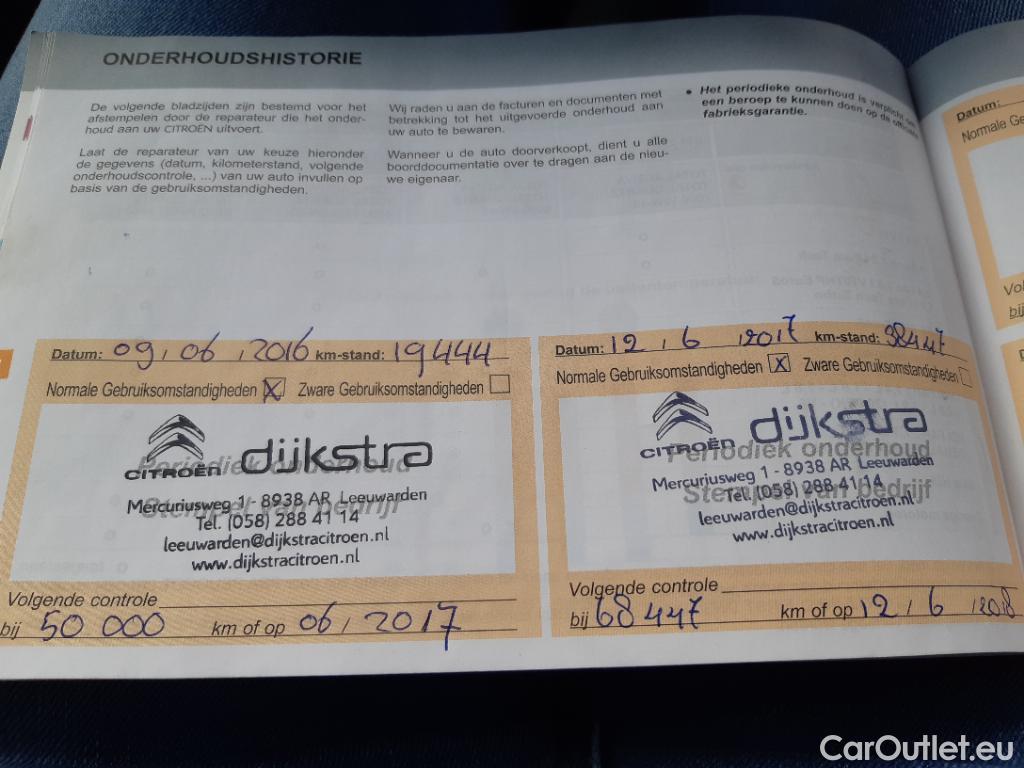 ONDERHOUDSHISTORIE
De volgende bladzijden zijn bestemd voor het
afstempelen door de reparateur die het onder-
houd aan uw CITROËN uitvoert.
Laat de reparateur van uw keuze hieronder
de gegevens (datum, kilometerstand, volgende
onderhoudscontrole, ...) van uw auto invullen op
basis van de gebruiksomstandigheden.
Wij raden u aan de facturen en documenten met
betrekking tot het uitgevoerde onderhoud aan
uw auto te bewaren.
Wanneer u de auto doorverkoopt, dient u alle
boorddocumentatie over te dragen aan de nieu-
we eigenaar.
• Het periodieke onderhoud is verplicht om
een beroep te kunnen doen op de officiële
fabrieksgarantie.
Datum: 09, 06, 2016 km-stand: 19444
Normale Gebruiksomstandigheden X Zware Gebruiksomstandigheden
CITROËN dijkstra
Periodiek onderhoud
Mercuriusweg 1 - 8938 AR Leeuwarden
Stempel van bedrijf
Tel. (058) 288 41 14
leeuwarden@dijkstracitroen.nl
www.dijkstracitroen.nl
Volgende controle
bij 50 000 km of op 06, 2017
Datum: 12, 6, 2017 km-stand: 38447
Normale Gebruiksomstandigheden X Zware Gebruiksomstandigheden
CITROËN dijkstra
Periodiek onderhoud
Mercuriusweg 1 - 8938 AR Leeuwarden
Stempel van bedrijf
Tel. (058) 288 41 14
leeuwarden@dijkstracitroen.nl
www.dijkstracitroen.nl
Volgende controle
bij 68447 km of op 12, 6, 2018
Datum:
Normale
bij
CarOutlet.eu